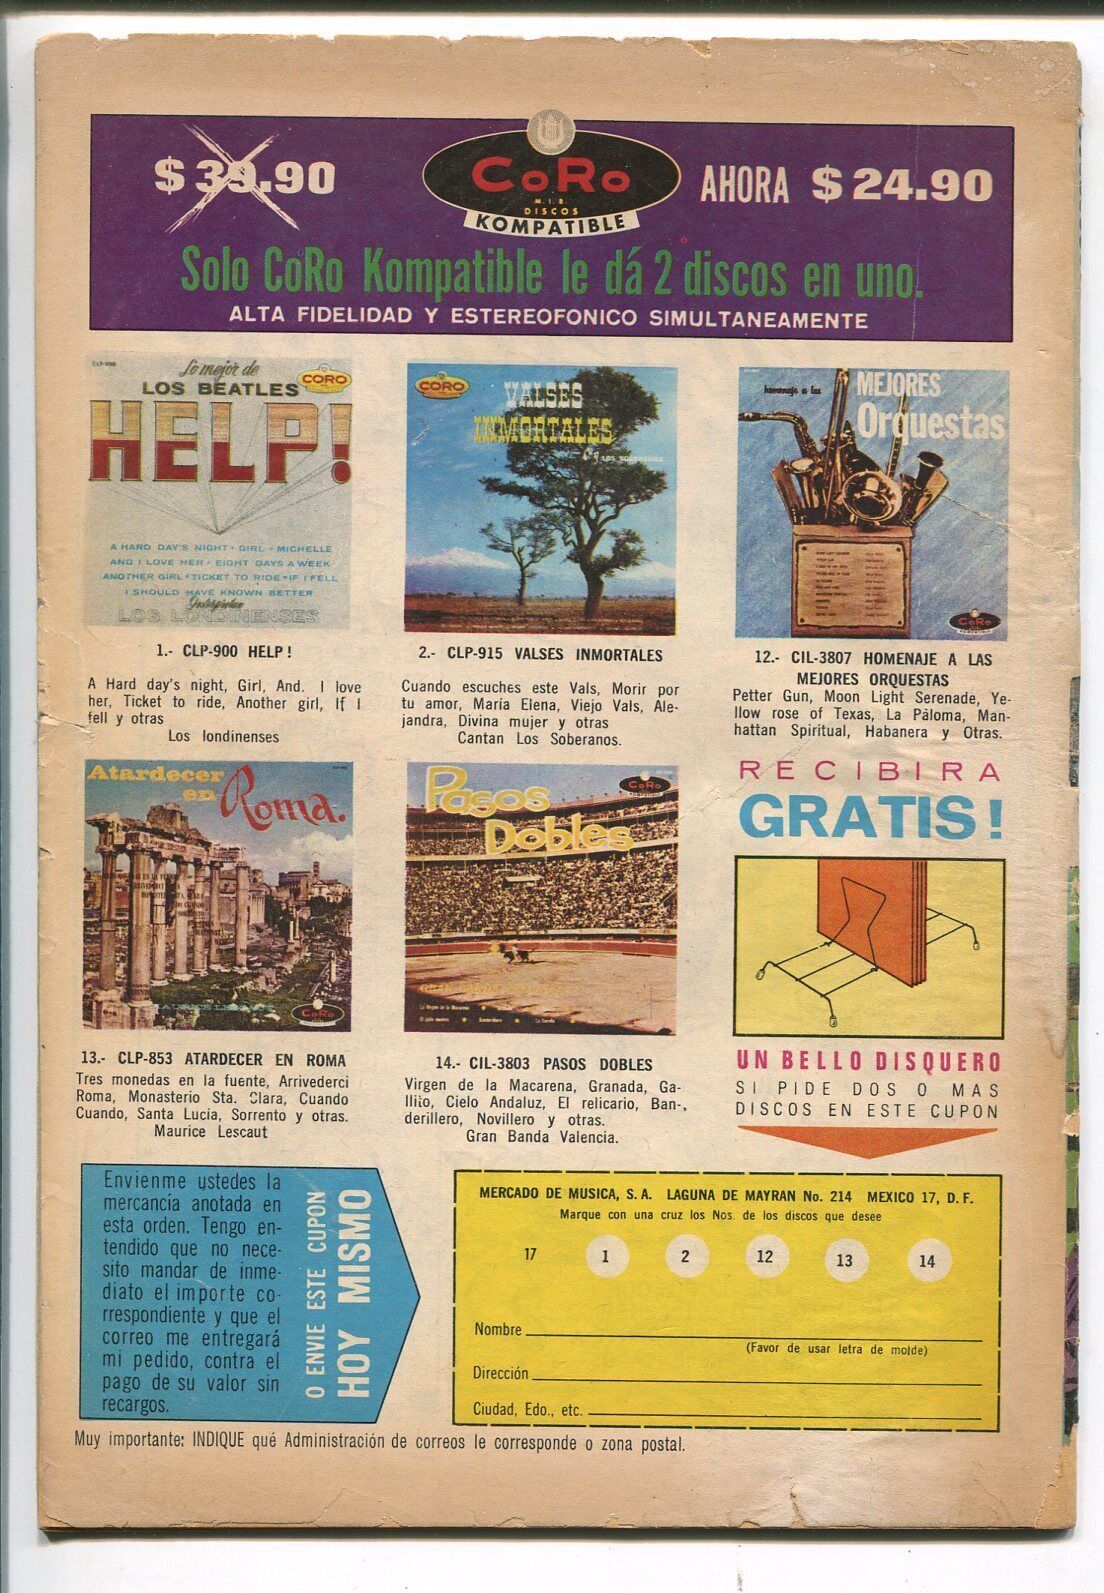 $ 39.90
CoRo
M.I.R.
DISCOS
KOMPATIBLE
AHORA $ 24.90
Solo CoRo Kompatible le dá 2 discos en uno.
ALTA FIDELIDAD Y ESTEREOFONICO SIMULTANEAMENTE
Lo mejor de
LOS BEATLES
CORO
HELP!
A HARD DAY'S NIGHT • GIRL • MICHELLE
AND I LOVE HER • EIGHT DAYS A WEEK
ANOTHER GIRL • TICKET TO RIDE • IF I FELL
I SHOULD HAVE KNOWN BETTER
Interpretan
LOS LONDINENSES
1.- CLP-900 HELP !
A Hard day's night, Girl, And. I love
her, Ticket to ride, Another girl, If I
fell y otras
Los londinenses
CORO
VALSES
INMORTALES
LOS SOBERANOS
2.- CLP-915 VALSES INMORTALES
Cuando escuches este Vals, Morir por
tu amor, María Elena, Viejo Vals, Ale-
jandra, Divina mujer y otras
Cantan Los Soberanos.
homenaje a las
MEJORES
Orquestas
CoRo
12.- CIL-3807 HOMENAJE A LAS
MEJORES ORQUESTAS
Petter Gun, Moon Light Serenade, Ye-
llow rose of Texas, La Páloma, Man-
hattan Spiritual, Habanera y Otras.
Atardecer
en Roma.
CoRo
13.- CLP-853 ATARDECER EN ROMA
Tres monedas en la fuente, Arrivederci
Roma, Monasterio Sta. Clara, Cuando
Cuando, Santa Lucía, Sorrento y otras.
Maurice Lescaut
Pasos
Dobles
CoRo
14.- CIL-3803 PASOS DOBLES
Virgen de la Macarena, Granada, Ga-
lliio, Cielo Andaluz, El relicario, Ban-
derillero, Novillero y otras.
Gran Banda Valencia.
RECIBIRA
GRATIS!
UN BELLO DISQUERO
SI PIDE DOS O MAS
DISCOS EN ESTE CUPON
Envienme ustedes la
mercancía anotada en
esta orden. Tengo en-
tendido que no nece-
sito mandar de inme-
diato el importe co-
rrespondiente y que el
correo me entregará
mi pedido, contra el
pago de su valor sin
recargos.
O ENVIE ESTE CUPON
HOY MISMO
MERCADO DE MUSICA, S. A. LAGUNA DE MAYRAN No. 214 MEXICO 17, D. F.
Marque con una cruz los Nos. de los discos que desee
17 1 2 12 13 14
Nombre
(Favor de usar letra de molde)
Dirección
Ciudad, Edo., etc.
Muy importante: INDIQUE qué Administración de correos le corresponde o zona postal.